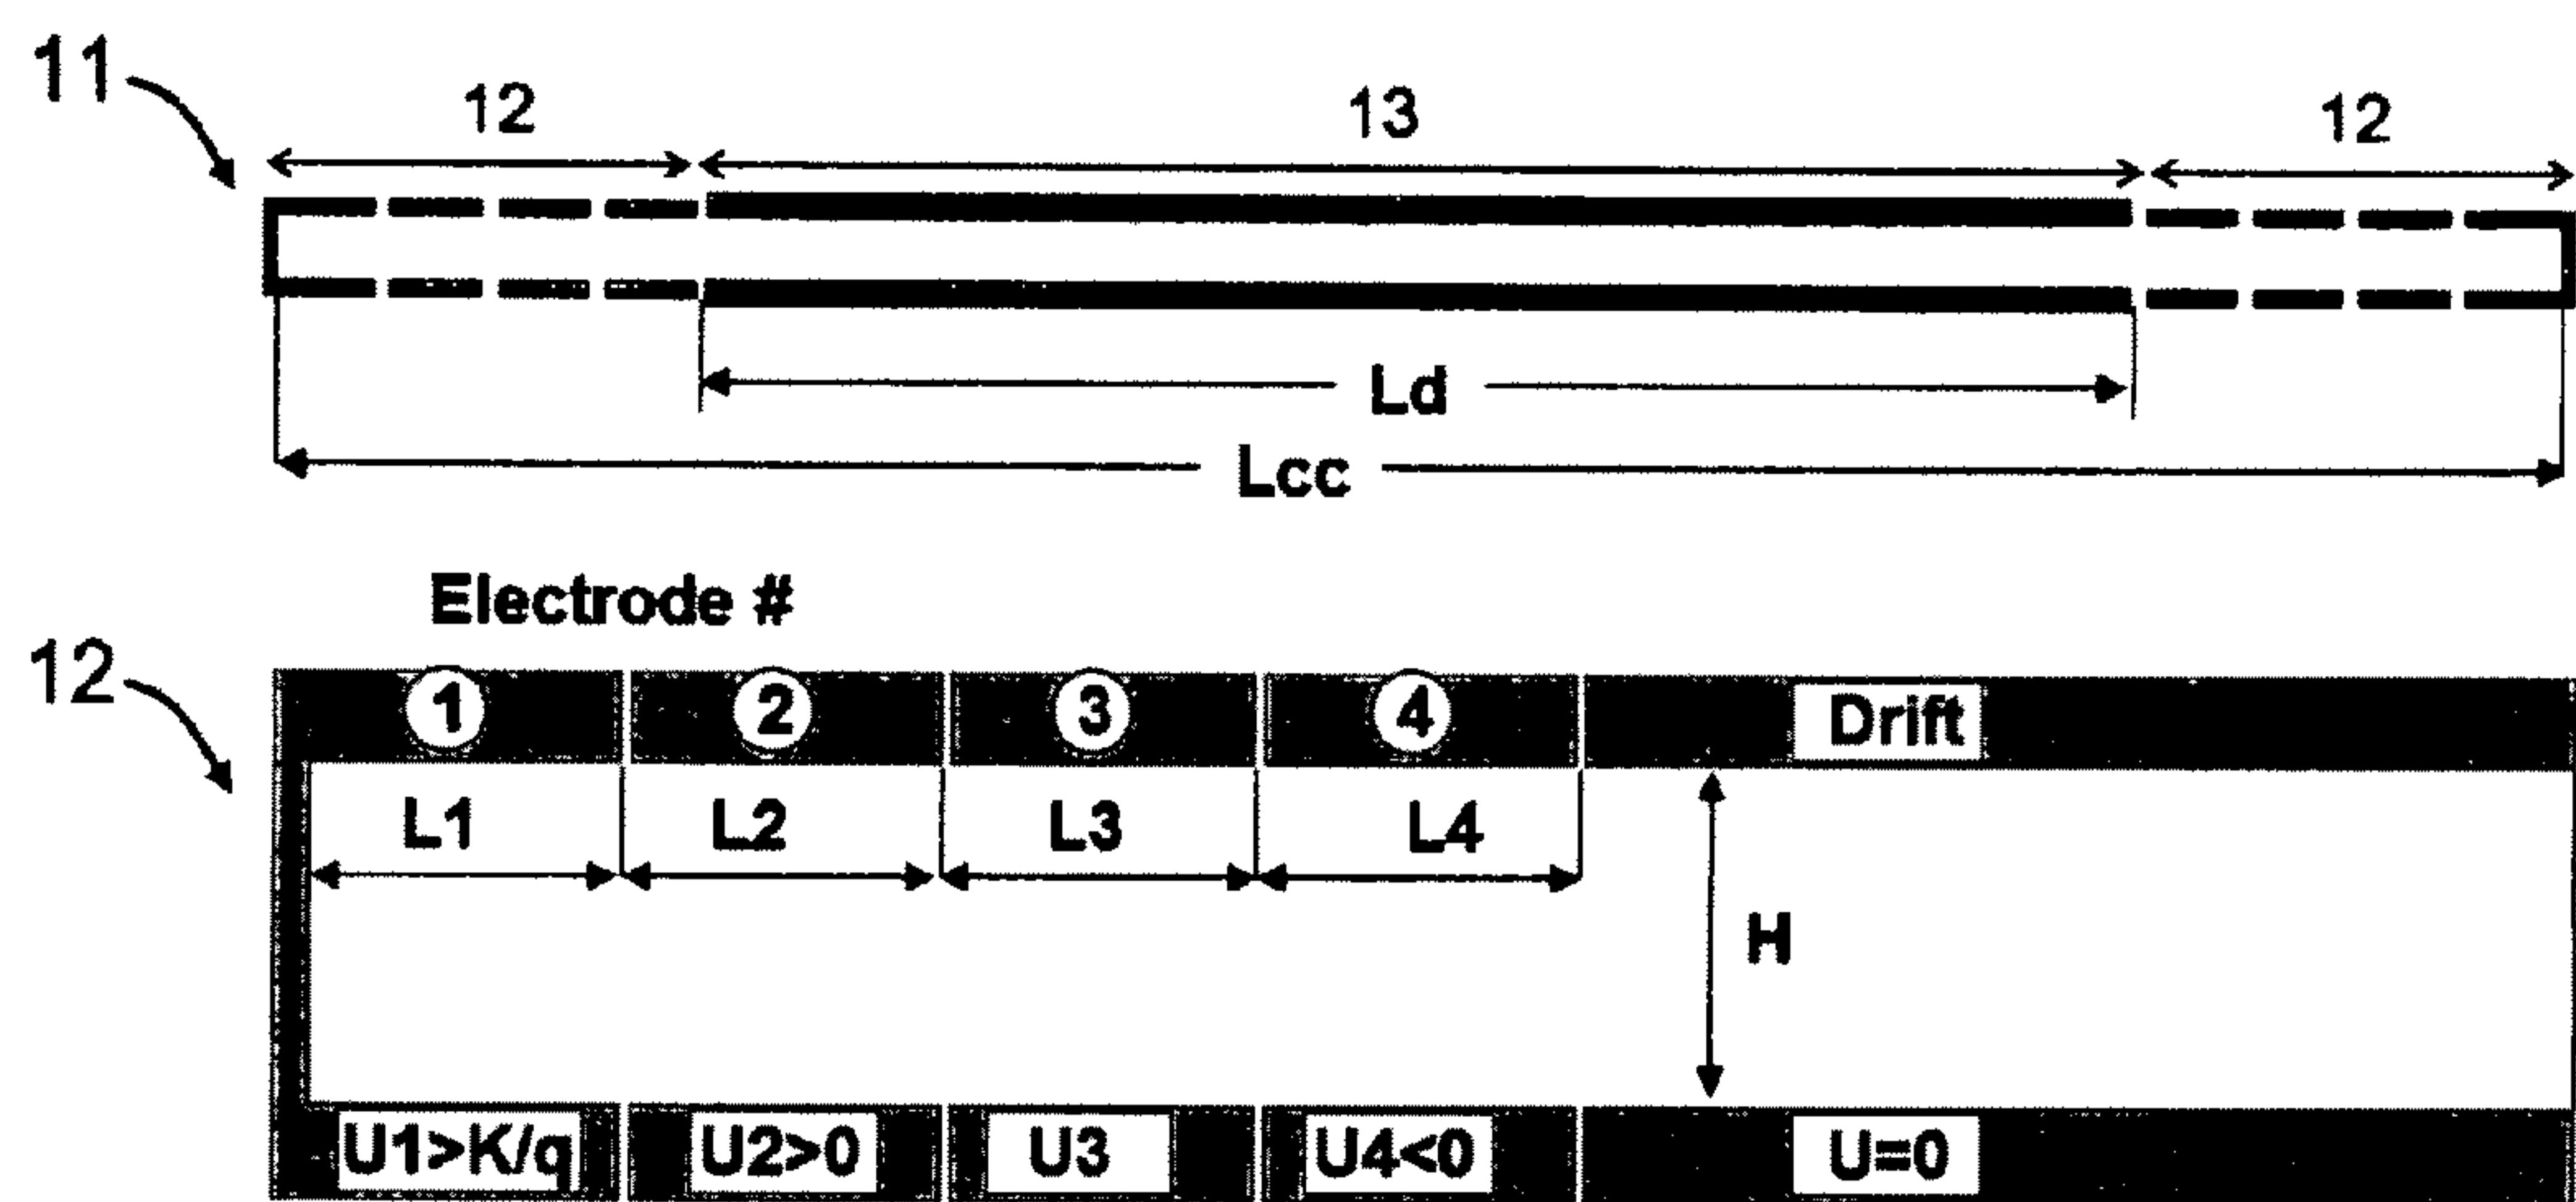 11
12 13 12
Ld
Lcc
Electrode #
12
1 2 3 4 Drift
L1 L2 L3 L4
H
U1>K/q U2>0 U3 U4<0 U=0